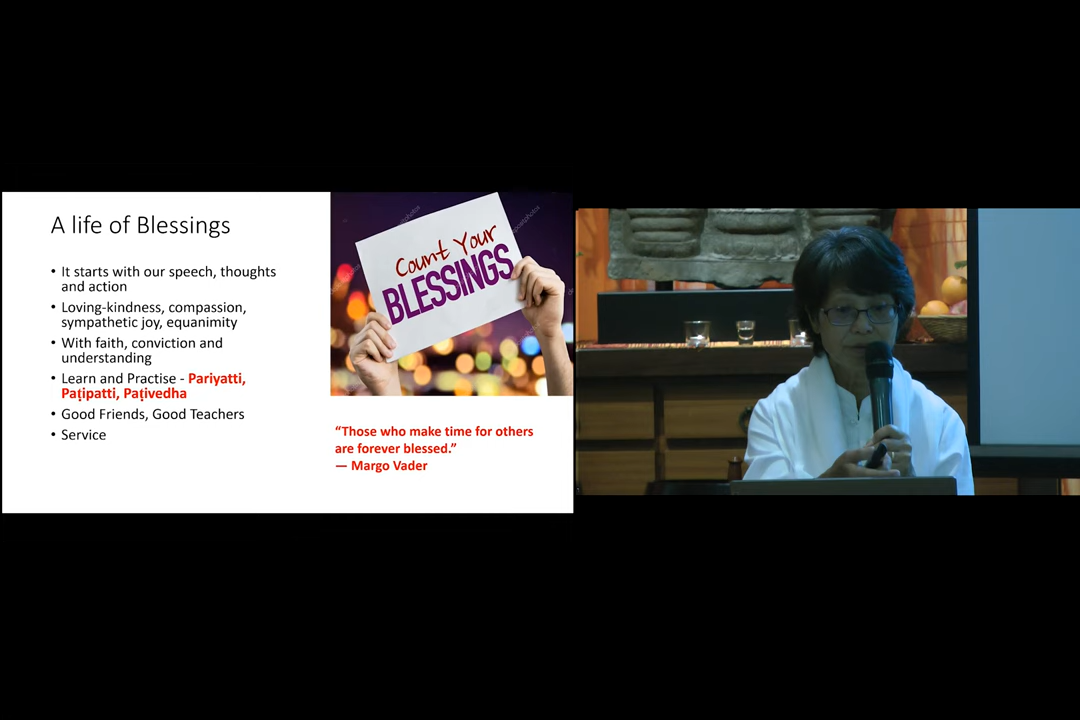 A life of Blessings
• It starts with our speech, thoughts
and action
• Loving-kindness, compassion,
sympathetic joy, equanimity
• With faith, conviction and
understanding
• Learn and Practise - Pariyatti,
Paṭipatti, Paṭivedha
• Good Friends, Good Teachers
• Service
Count Your
BLESSINGS
“Those who make time for others
are forever blessed.”
— Margo Vader